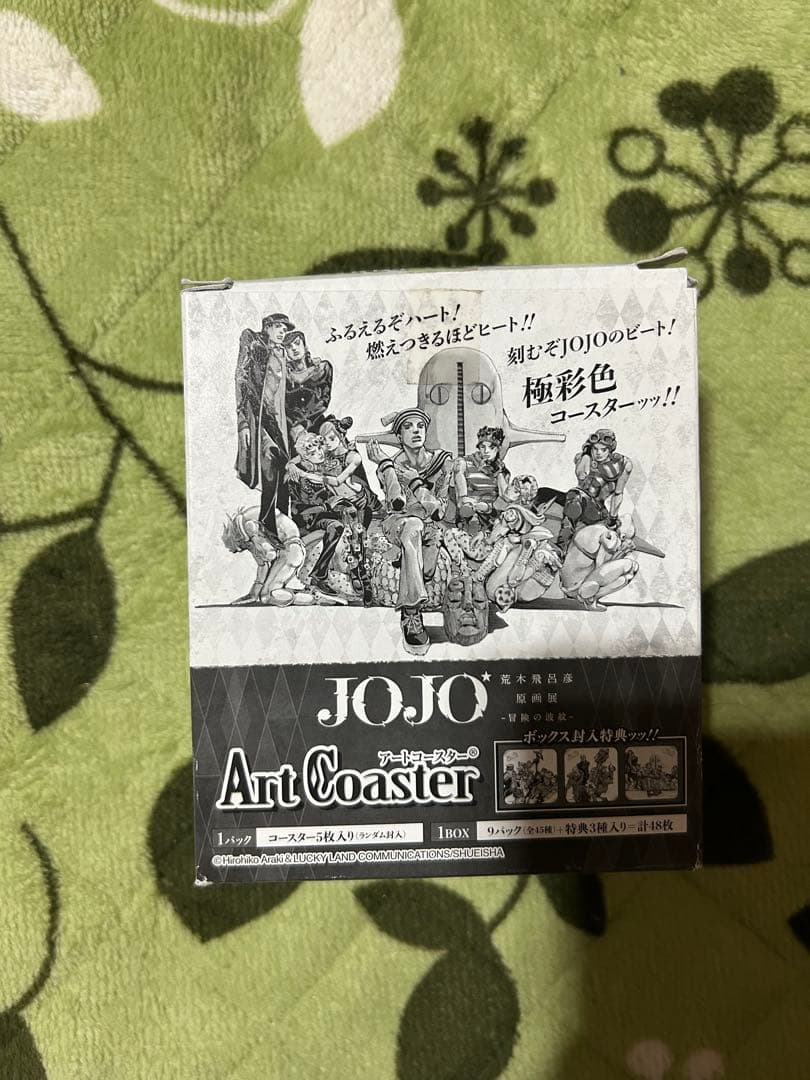 ふるえるぞハート!
燃えつきるほどヒート!!
刻むぞJOJOのビート!
極彩色
コースターッッ!!
JOJO
荒木飛呂彦
原画展
-冒険の波紋-
ボックス封入特典ッッ!!
アートコースター®
Art Coaster
1パック コースター5枚入り(ランダム封入) 1BOX 9パック(全45種)+特典3種入り=計48枚
©Hirohiko Araki & LUCKY LAND COMMUNICATIONS/SHUEISHA